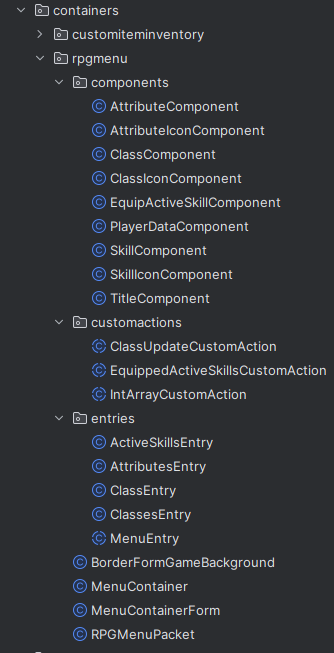 containers
customiteminventory
rpgmenu
components
AttributeComponent
AttributeIconComponent
ClassComponent
ClassIconComponent
EquipActiveSkillComponent
PlayerDataComponent
SkillComponent
SkillIconComponent
TitleComponent
customactions
ClassUpdateCustomAction
EquippedActiveSkillsCustomAction
IntArrayCustomAction
entries
ActiveSkillsEntry
AttributesEntry
ClassEntry
ClassesEntry
MenuEntry
BorderFormGameBackground
MenuContainer
MenuContainerForm
RPGMenuPacket